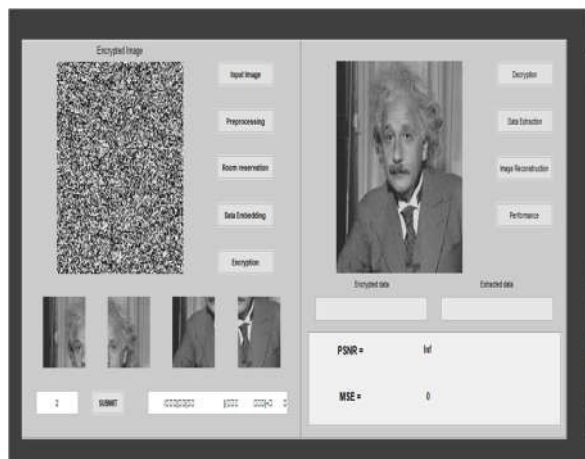 Encrypted Image
Input Image
Preprocessing
Room reservation
Data Embedding
Encryption
SUBMIT
Decryption
Data Extraction
Image Reconstruction
Performance
Encrypted data
Extracted data
PSNR = Inf
MSE = 0